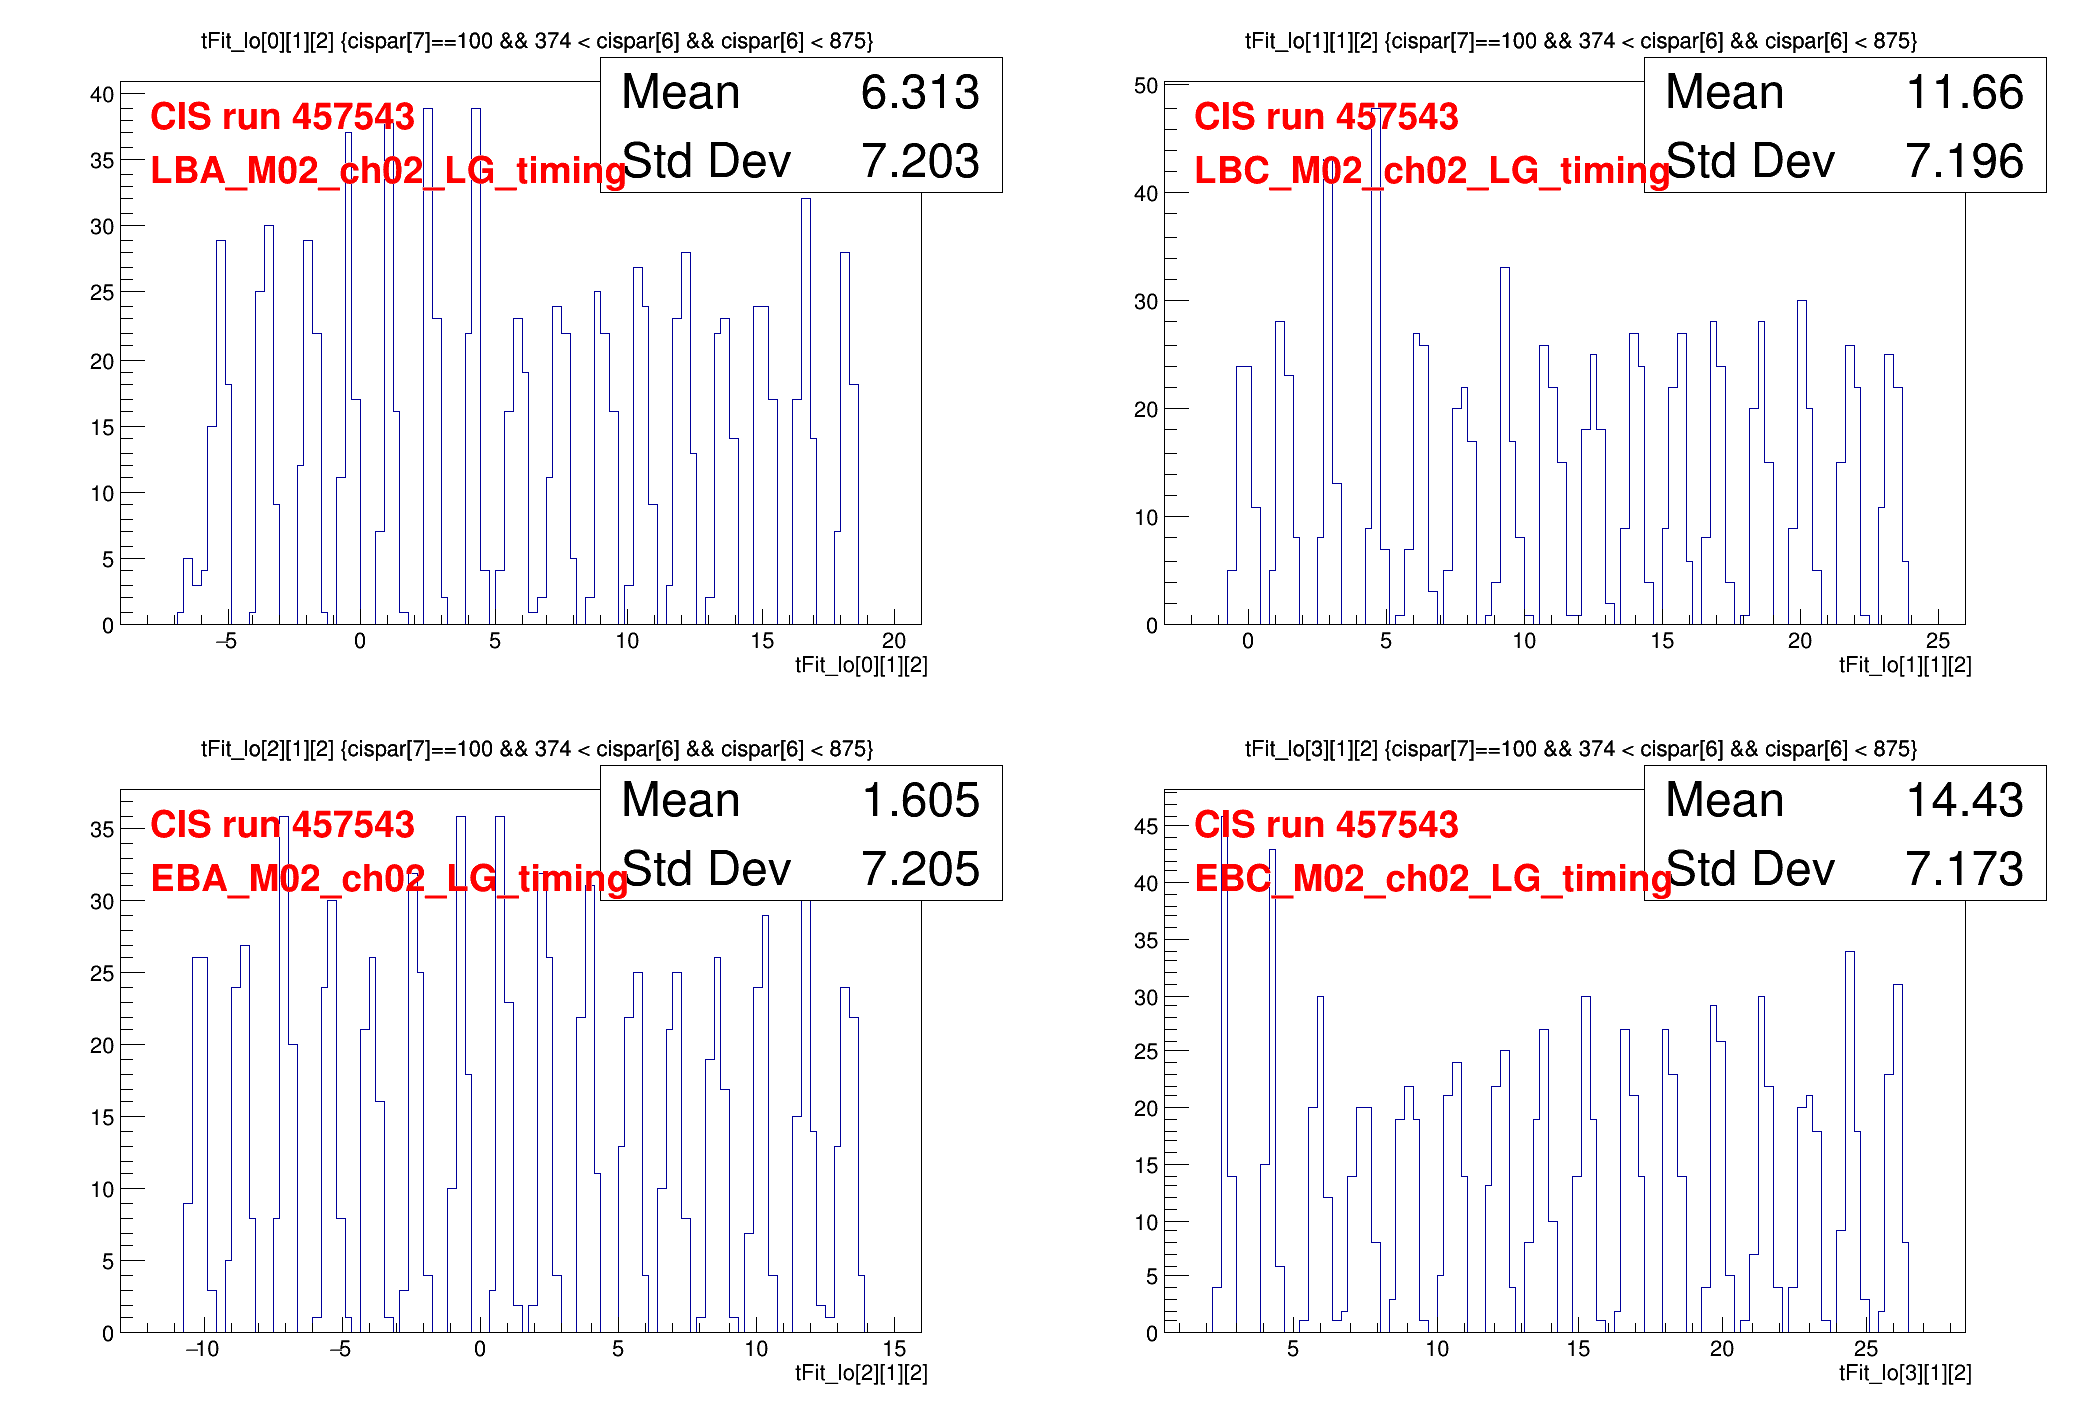 tFit_lo[0][1][2] {cispar[7]==100 && 374 < cispar[6] && cispar[6] < 875}
Mean 6.313
Std Dev 7.203
CIS run 457543
LBA_M02_ch02_LG_timing
40
35
30
25
20
15
10
5
0
−5 0 5 10 15 20
tFit_lo[0][1][2]
tFit_lo[1][1][2] {cispar[7]==100 && 374 < cispar[6] && cispar[6] < 875}
Mean 11.66
Std Dev 7.196
CIS run 457543
LBC_M02_ch02_LG_timing
50
40
30
20
10
0
0 5 10 15 20 25
tFit_lo[1][1][2]
tFit_lo[2][1][2] {cispar[7]==100 && 374 < cispar[6] && cispar[6] < 875}
Mean 1.605
Std Dev 7.205
CIS run 457543
EBA_M02_ch02_LG_timing
35
30
25
20
15
10
5
0
−10 −5 0 5 10 15
tFit_lo[2][1][2]
tFit_lo[3][1][2] {cispar[7]==100 && 374 < cispar[6] && cispar[6] < 875}
Mean 14.43
Std Dev 7.173
CIS run 457543
EBC_M02_ch02_LG_timing
45
40
35
30
25
20
15
10
5
0
5 10 15 20 25
tFit_lo[3][1][2]